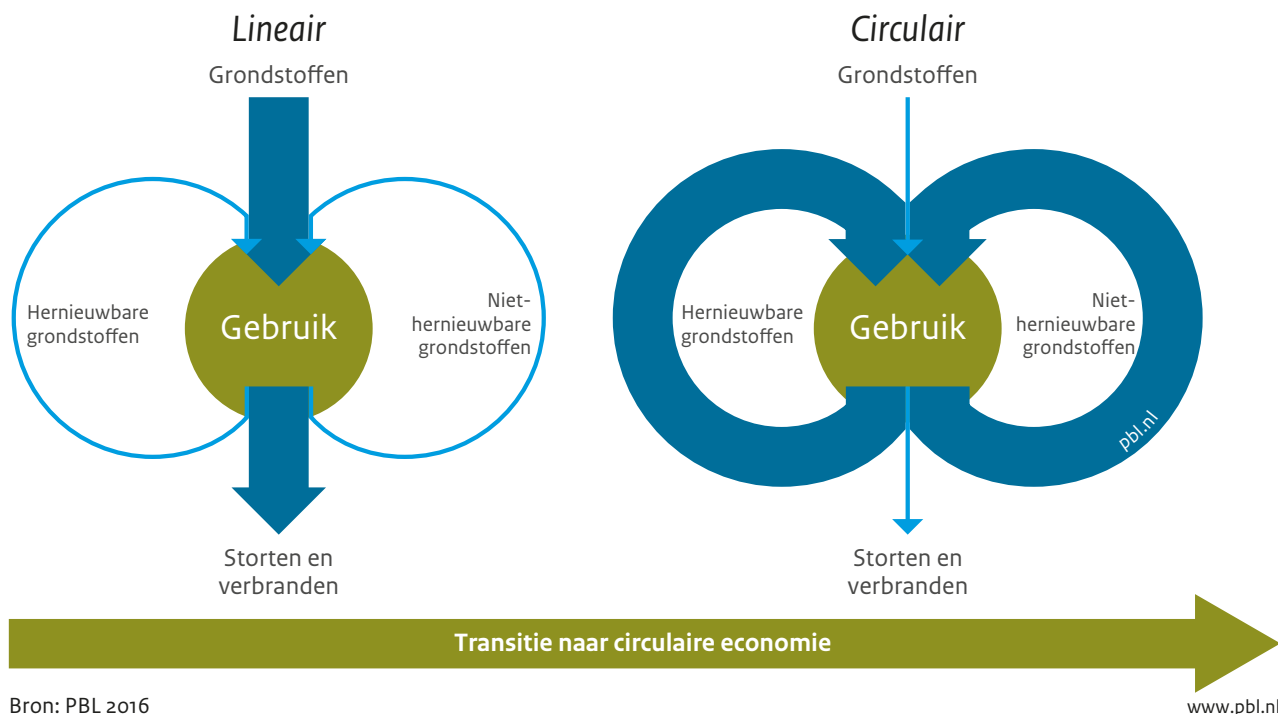 Lineair
Grondstoffen
Hernieuwbare
grondstoffen
Gebruik
Niet-
hernieuwbare
grondstoffen
Storten en
verbranden
Circulair
Grondstoffen
Hernieuwbare
grondstoffen
Gebruik
Niet-
hernieuwbare
grondstoffen
pbl.nl
Storten en
verbranden
Transitie naar circulaire economie
Bron: PBL 2016
www.pbl.nl